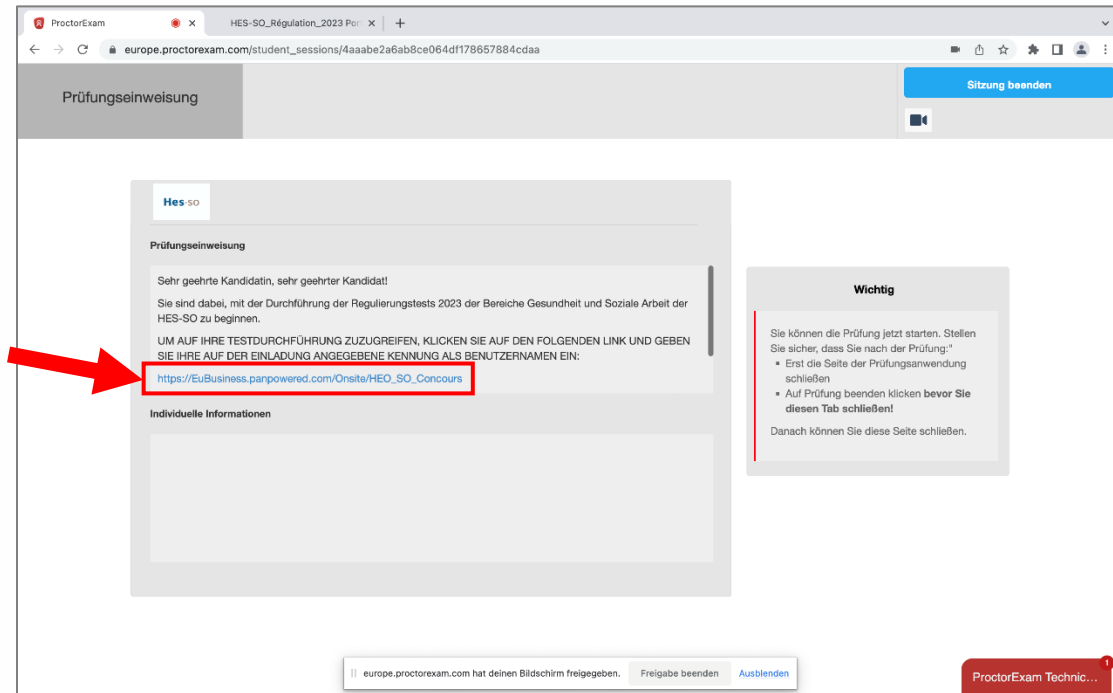 ProctorExam
HES-SO_Régulation_2023 Por
europe.proctorexam.com/student_sessions/4aaabe2a6ab8ce064df178657884cdaa
Prüfungseinweisung
Sitzung beenden
Hes·so
Prüfungseinweisung
Sehr geehrte Kandidatin, sehr geehrter Kandidat!
Sie sind dabei, mit der Durchführung der Regulierungstests 2023 der Bereiche Gesundheit und Soziale Arbeit der
HES-SO zu beginnen.
UM AUF IHRE TESTDURCHFÜHRUNG ZUZUGREIFEN, KLICKEN SIE AUF DEN FOLGENDEN LINK UND GEBEN
SIE IHRE AUF DER EINLADUNG ANGEGEBENE KENNUNG ALS BENUTZERNAMEN EIN:
https://EuBusiness.panpowered.com/Onsite/HEO_SO_Concours
Individuelle Informationen
Wichtig
Sie können die Prüfung jetzt starten. Stellen
Sie sicher, dass Sie nach der Prüfung:"
▪ Erst die Seite der Prüfungsanwendung
schließen
▪ Auf Prüfung beenden klicken bevor Sie
diesen Tab schließen!
Danach können Sie diese Seite schließen.
europe.proctorexam.com hat deinen Bildschirm freigegeben.
Freigabe beenden
Ausblenden
ProctorExam Technic...
1